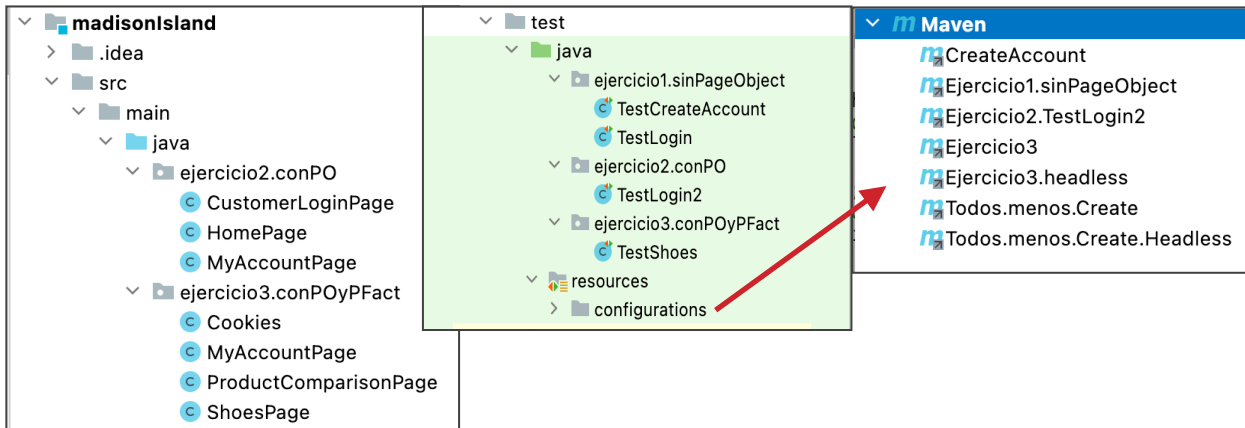 madisonIsland
.idea
src
main
java
ejercicio2.conPO
CustomerLoginPage
HomePage
MyAccountPage
ejercicio3.conPOyPFact
Cookies
MyAccountPage
ProductComparisonPage
ShoesPage
test
java
ejercicio1.sinPageObject
TestCreateAccount
TestLogin
ejercicio2.conPO
TestLogin2
ejercicio3.conPOyPFact
TestShoes
resources
configurations
Maven
CreateAccount
Ejercicio1.sinPageObject
Ejercicio2.TestLogin2
Ejercicio3
Ejercicio3.headless
Todos.menos.Create
Todos.menos.Create.Headless